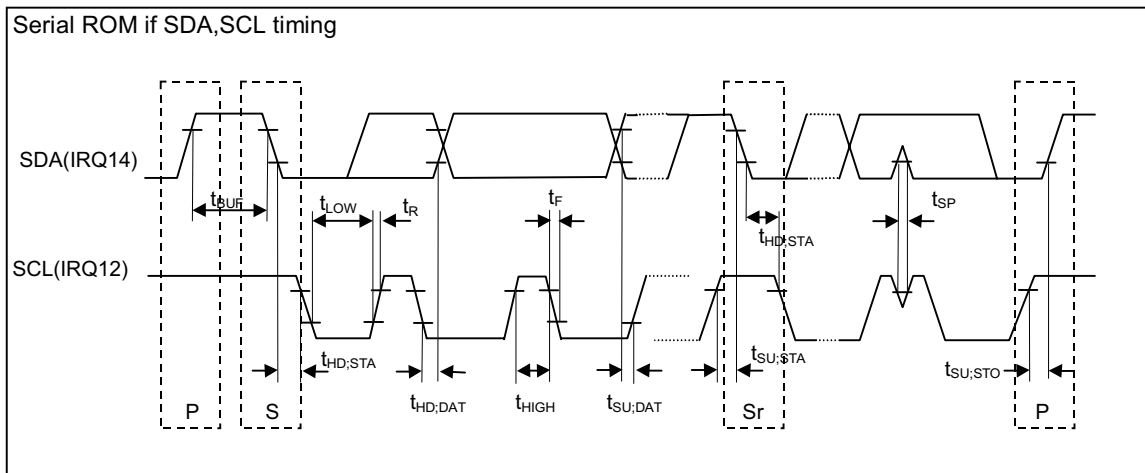 Serial ROM if SDA,SCL timing
SDA(IRQ14)
tBUF
tLOW
tR
tF
tHD;STA
tSP
SCL(IRQ12)
tHD;STA
tHD;DAT
tHIGH
tSU;DAT
tSU;STA
tSU;STO
P
S
Sr
P